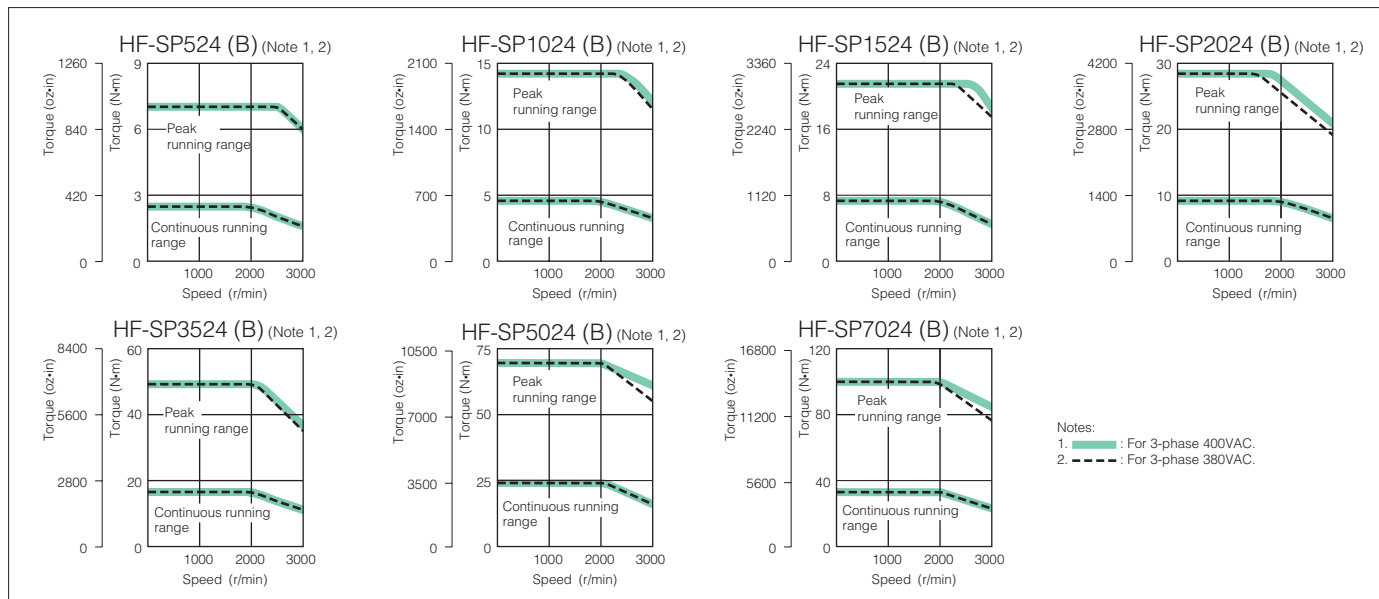 HF-SP524 (B) (Note 1, 2)
Torque (oz•in)
1260
840
420
0
Torque (N•m)
9
6
3
0
Peak
running range
Continuous running
range
1000 2000 3000
Speed (r/min)
HF-SP1024 (B) (Note 1, 2)
Torque (oz•in)
2100
1400
700
0
Torque (N•m)
15
10
5
0
Peak
running range
Continuous running
range
1000 2000 3000
Speed (r/min)
HF-SP1524 (B) (Note 1, 2)
Torque (oz•in)
3360
2240
1120
0
Torque (N•m)
24
16
8
0
Peak
running range
Continuous running
range
1000 2000 3000
Speed (r/min)
HF-SP2024 (B) (Note 1, 2)
Torque (oz•in)
4200
2800
1400
0
Torque (N•m)
30
20
10
0
Peak
running range
Continuous running
range
1000 2000 3000
Speed (r/min)
HF-SP3524 (B) (Note 1, 2)
Torque (oz•in)
8400
5600
2800
0
Torque (N•m)
60
40
20
0
Peak
running range
Continuous running
range
1000 2000 3000
Speed (r/min)
HF-SP5024 (B) (Note 1, 2)
Torque (oz•in)
10500
7000
3500
0
Torque (N•m)
75
50
25
0
Peak
running range
Continuous running
range
1000 2000 3000
Speed (r/min)
HF-SP7024 (B) (Note 1, 2)
Torque (oz•in)
16800
11200
5600
0
Torque (N•m)
120
80
40
0
Peak
running range
Continuous running
range
1000 2000 3000
Speed (r/min)
Notes:
1. : For 3-phase 400VAC.
2. : For 3-phase 380VAC.